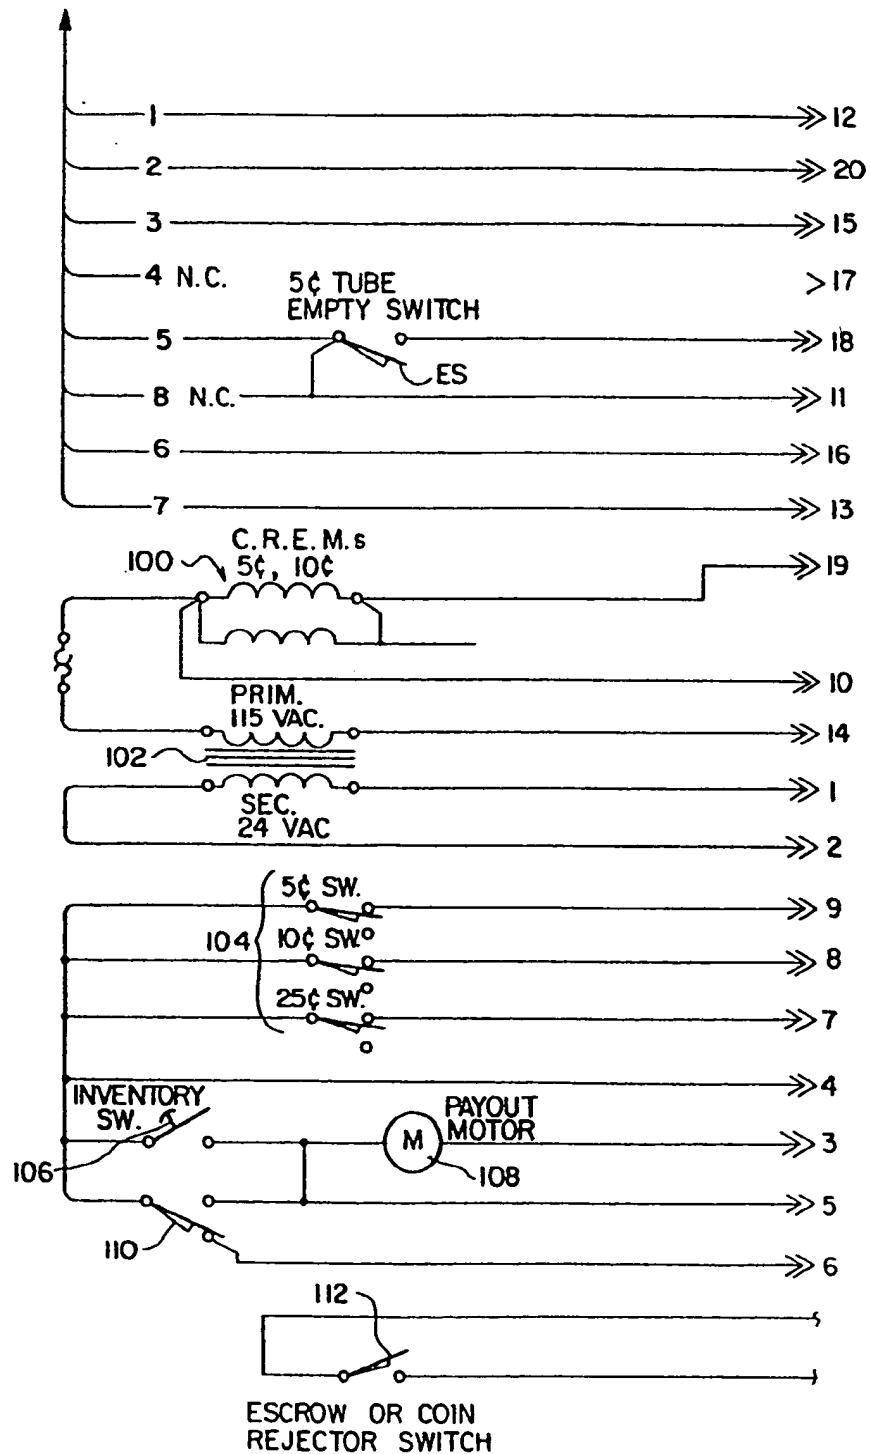 1 12
2 20
3 15
4 N.C. 17
5¢ TUBE
EMPTY SWITCH
5 18
ES
8 N.C. 11
6 16
7 13
C.R.E.M.s
100 5¢, 10¢ 19
10
PRIM.
115 VAC. 14
102
1
SEC.
24 VAC 2
5¢ SW. 9
104 10¢ SW. 8
25¢ SW. 7
4
INVENTORY
SW.
PAYOUT
MOTOR
M 3
106 108
5
110 6
112
ESCROW OR COIN
REJECTOR SWITCH